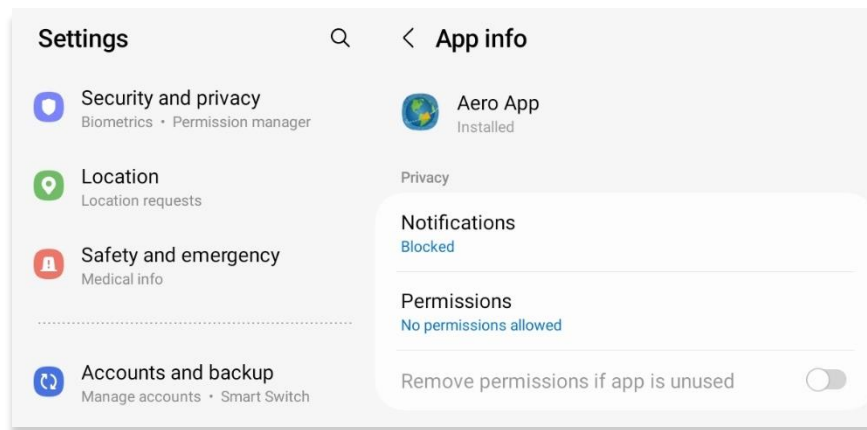 Settings
Security and privacy
Biometrics • Permission manager
Location
Location requests
Safety and emergency
Medical info
Accounts and backup
Manage accounts • Smart Switch
App info
Aero App
Installed
Privacy
Notifications
Blocked
Permissions
No permissions allowed
Remove permissions if app is unused